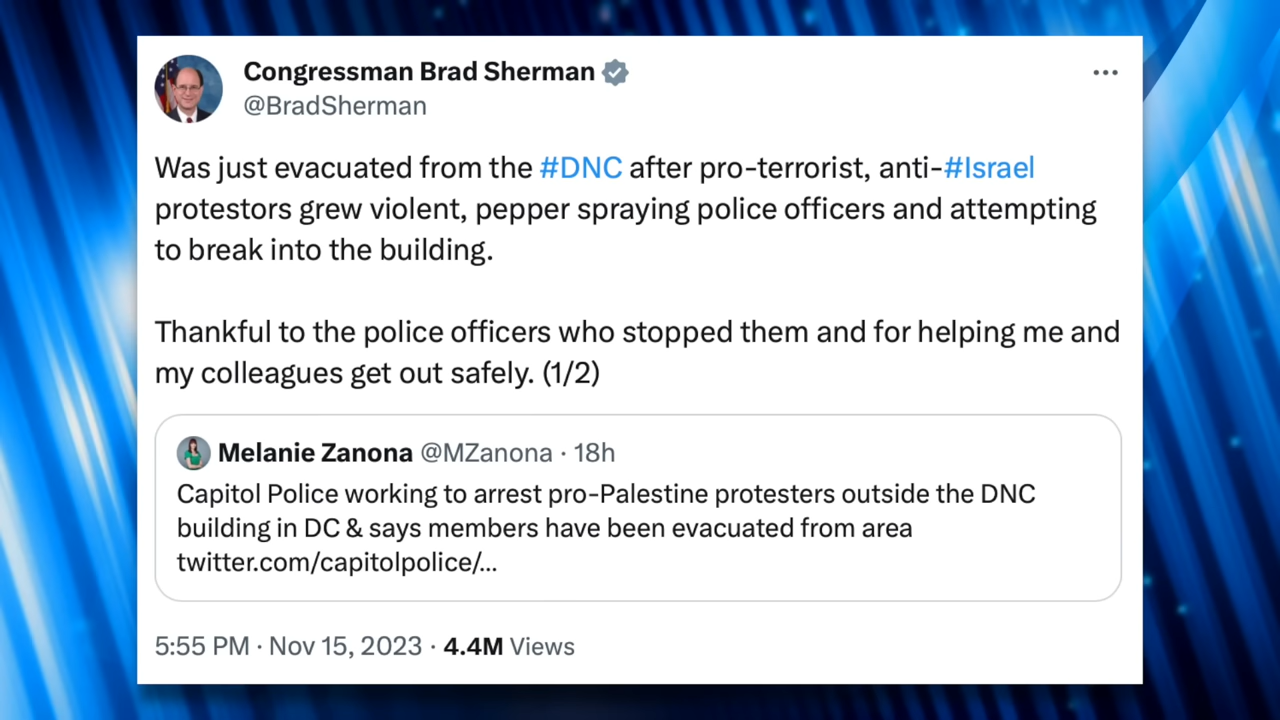 Congressman Brad Sherman
@BradSherman
Was just evacuated from the #DNC after pro-terrorist, anti-#Israel
protestors grew violent, pepper spraying police officers and attempting
to break into the building.
Thankful to the police officers who stopped them and for helping me and
my colleagues get out safely. (1/2)
Melanie Zanona @MZanona · 18h
Capitol Police working to arrest pro-Palestine protesters outside the DNC
building in DC & says members have been evacuated from area
twitter.com/capitolpolice/...
5:55 PM · Nov 15, 2023 · 4.4M Views